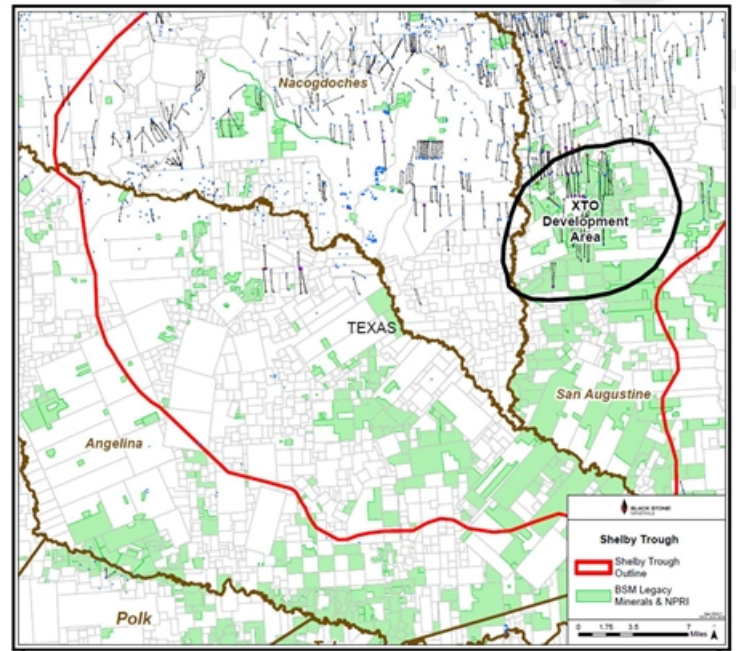 Nacogdoches
XTO
Development
Area
TEXAS
San Augustine
Angelina
Polk
BLACK STONE
MINERALS
Shelby Trough
Shelby Trough
Outline
BSM Legacy
Minerals & NPRI
0 1.75 3.5 7
Miles